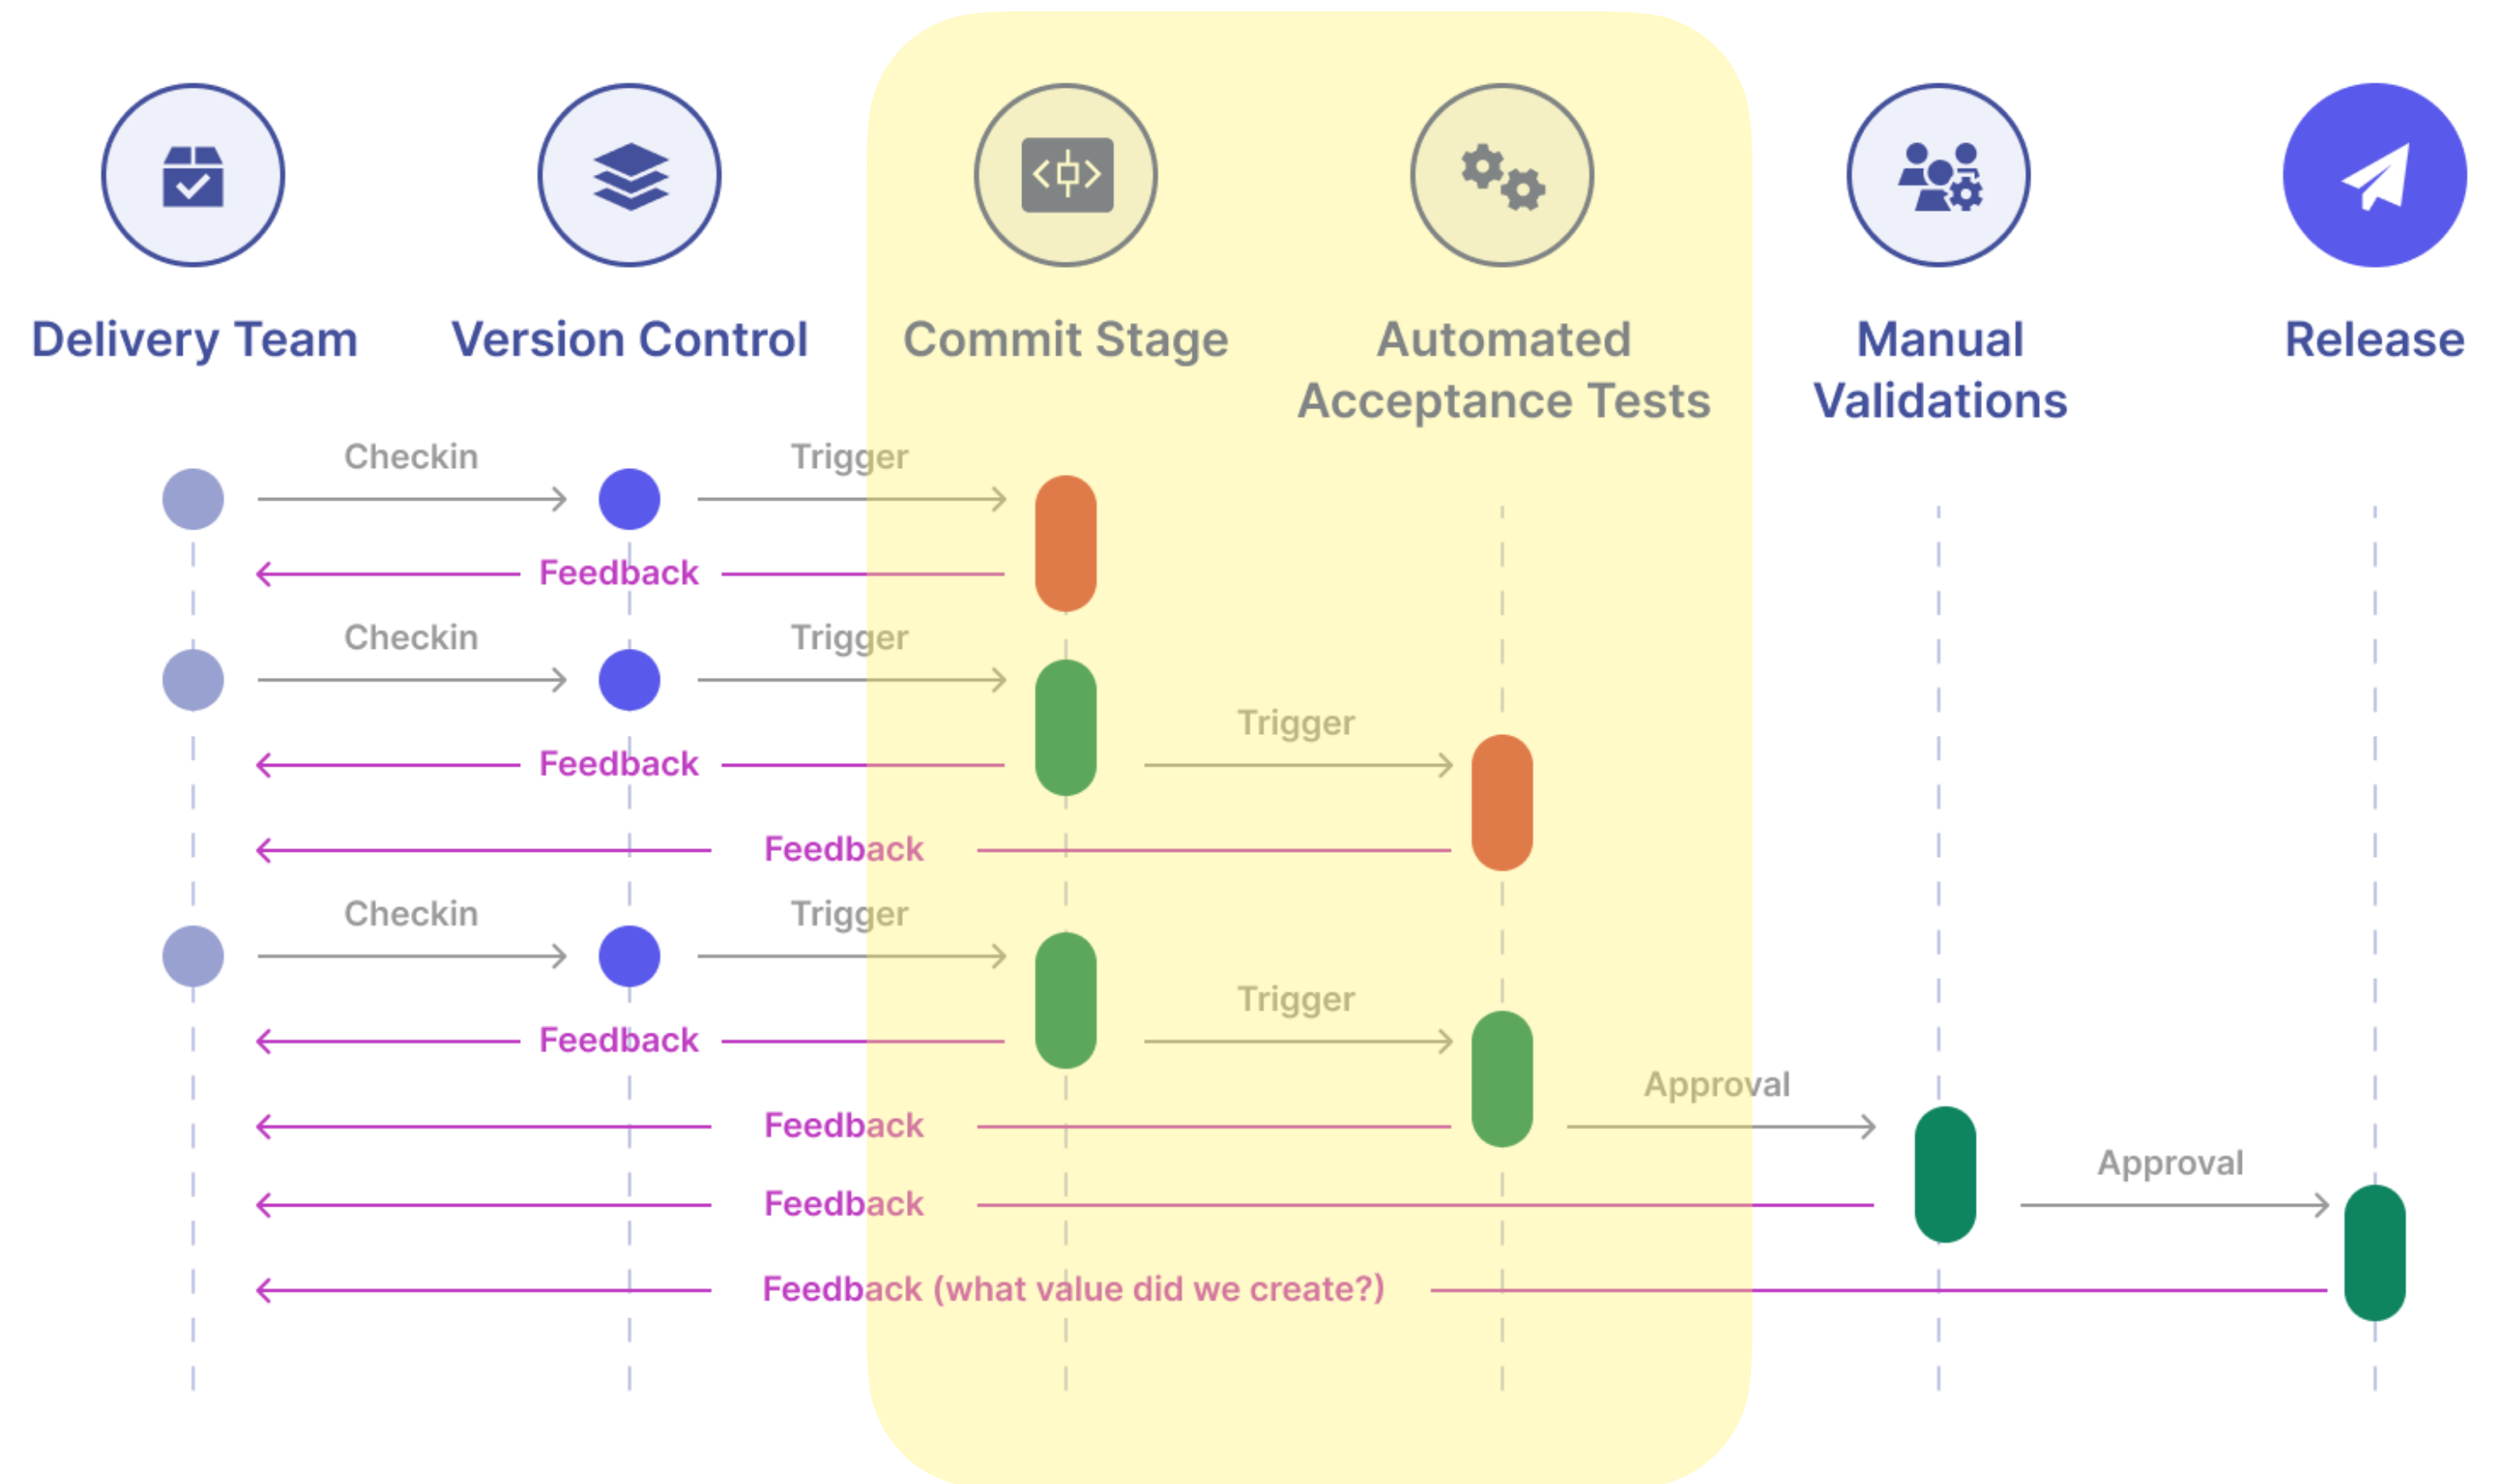 Delivery Team
Version Control
Commit Stage
Automated
Acceptance Tests
Manual
Validations
Release
Checkin
Trigger
Feedback
Checkin
Trigger
Trigger
Feedback
Feedback
Checkin
Trigger
Trigger
Feedback
Approval
Feedback
Approval
Feedback
Feedback (what value did we create?)